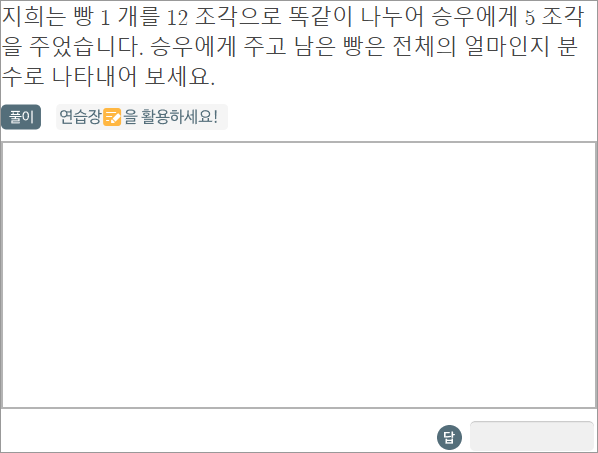 지희는 빵 1 개를 12 조각으로 똑같이 나누어 승우에게 5 조각
을 주었습니다. 승우에게 주고 남은 빵은 전체의 얼마인지 분
수로 나타내어 보세요.
풀이 연습장을 활용하세요!
답